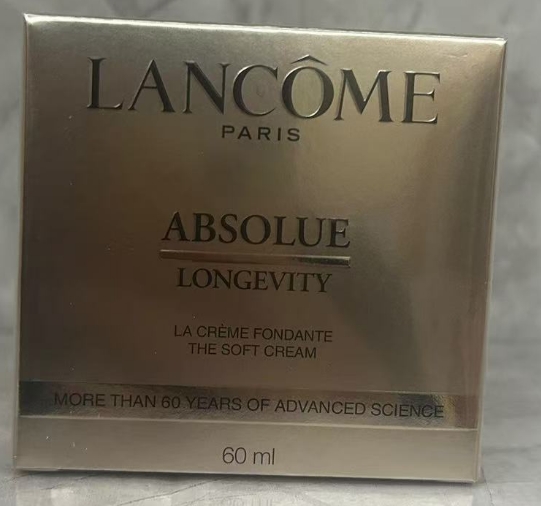 LANCÔME
PARIS
ABSOLUE
LONGEVITY
LA CRÈME FONDANTE
THE SOFT CREAM
MORE THAN 60 YEARS OF ADVANCED SCIENCE
60 ml